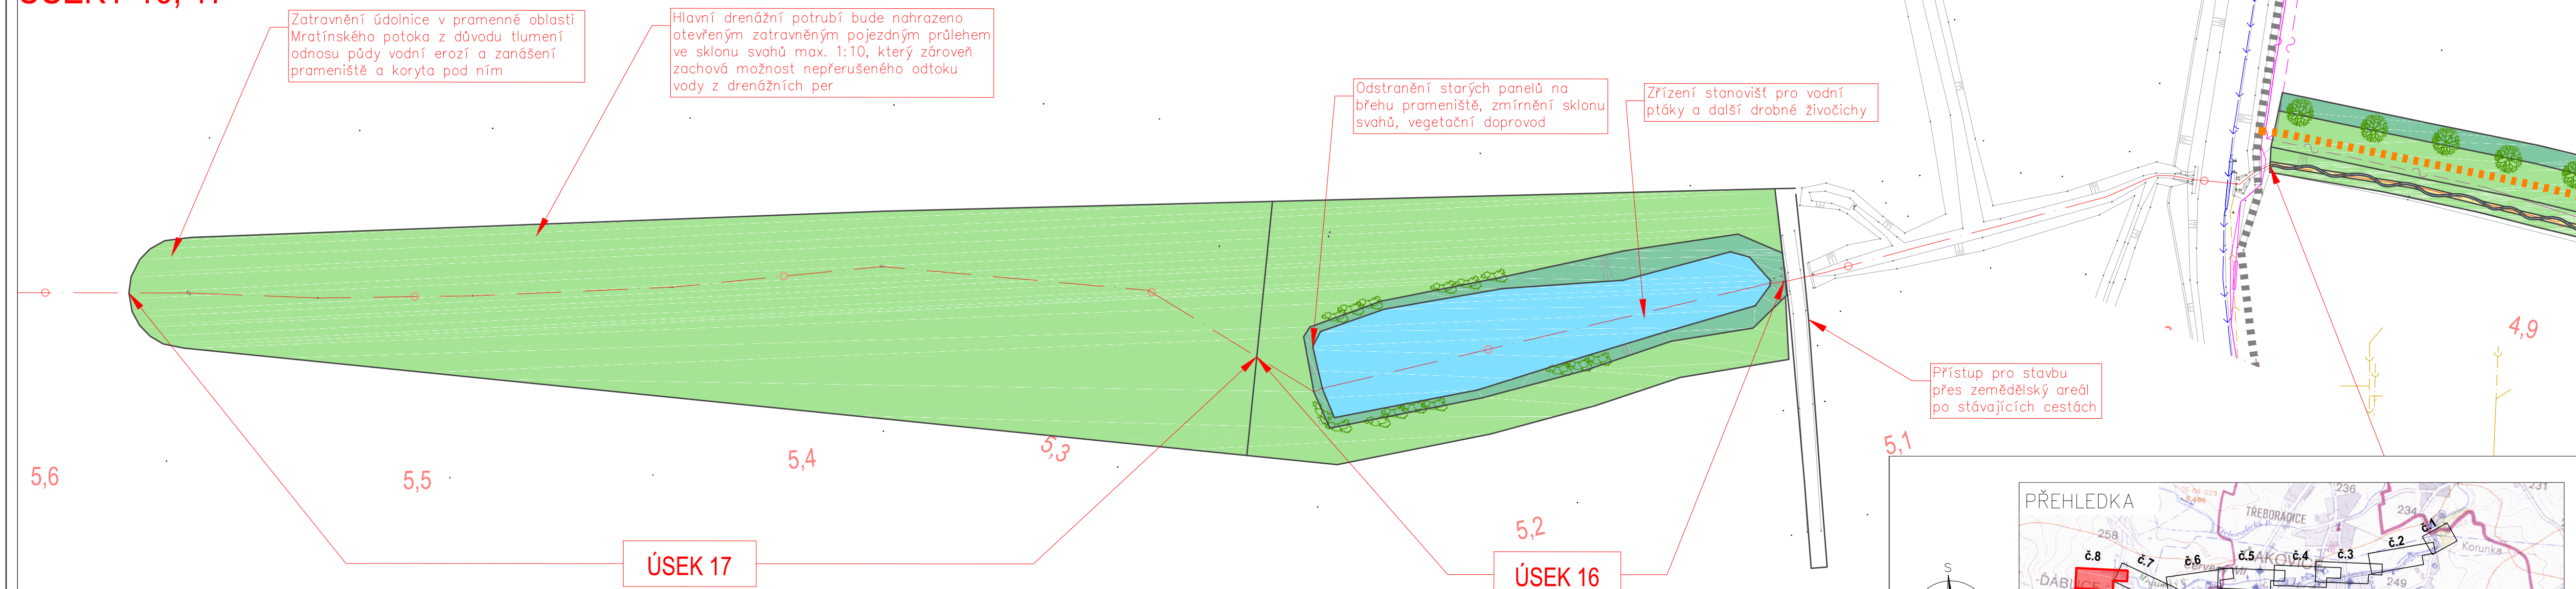 Zatravnění údolnice v pramenné oblasti
Mratínského potoka z důvodu tlumení
odnosu půdy vodní erozí a zanášení
prameniště a koryta pod ním
Hlavní drenážní potrubí bude nahrazeno
otevřeným zatravněným pojezdným průlehem
ve sklonu svahů max. 1:10, který zároveň
zachová možnost nepřerušeného odtoku
vody z drenážních per
Odstranění starých panelů na
břehu prameniště, zmírnění sklonu
svahů, vegetační doprovod
Zřízení stanovišť pro vodní
ptáky a další drobné živočichy
Přístup pro stavbu
přes zemědělský areál
po stávajících cestách
4,9
5,6
5,5
5,4
5,3
5,2
5,1
ÚSEK 17
ÚSEK 16
S
PŘEHLEDKA
TŘEBORADICE
236
231
234
258
249
Korunka
ČAKOVICE
ĎÁBLICE
č.8
č.7
č.6
č.5
č.4
č.3
č.2
č.1